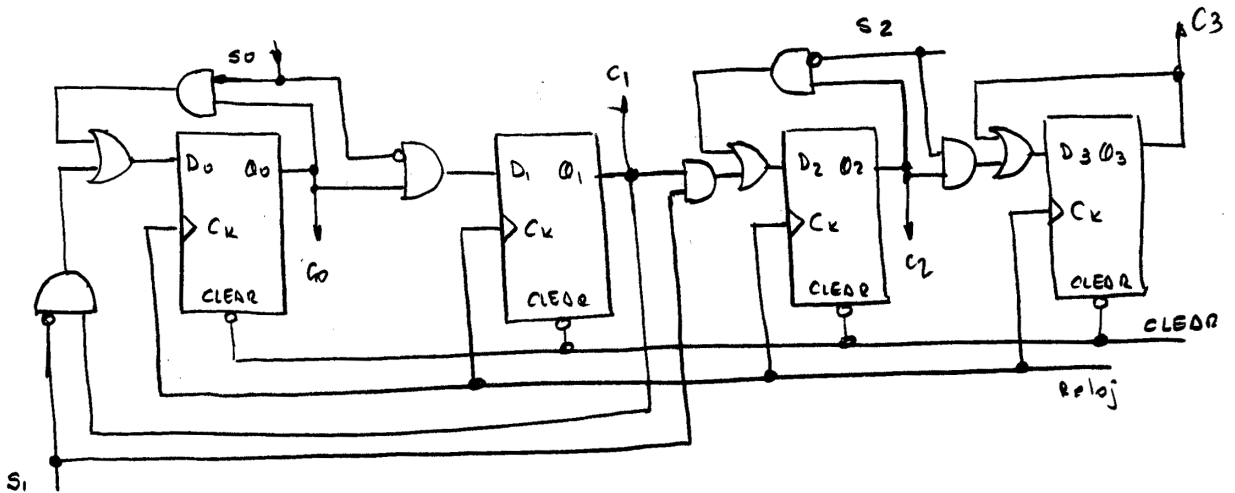 S0
S2
C3
C1
D0 Q0
D1 Q1
D2 Q2
D3 Q3
CK
CK
CK
CK
C0
C2
CLEAR
CLEAR
CLEAR
CLEAR
CLEAR
Reloj
S1